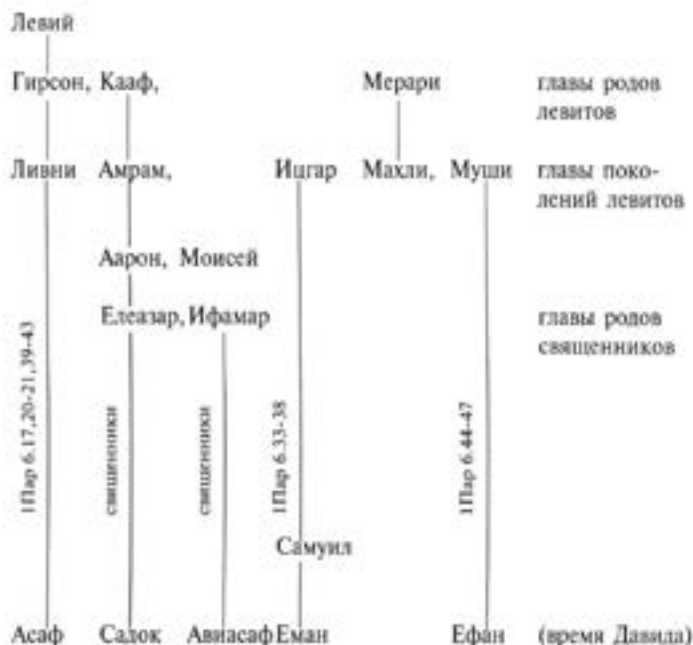 Левий
Гирсон, Кааф, Мерари главы родов
левитов
Ливни Амрам, Ицгар Махли, Муши главы поко-
лений левитов
Аарон, Моисей
Елеазар, Ифамар главы родов
священников
1Пар 6.17,20-21,39-43
священники
священники
1Пар 6.33-38
1Пар 6.44-47
Самуил
Асаф Садок Авиасаф Еман Ефан (время Давида)